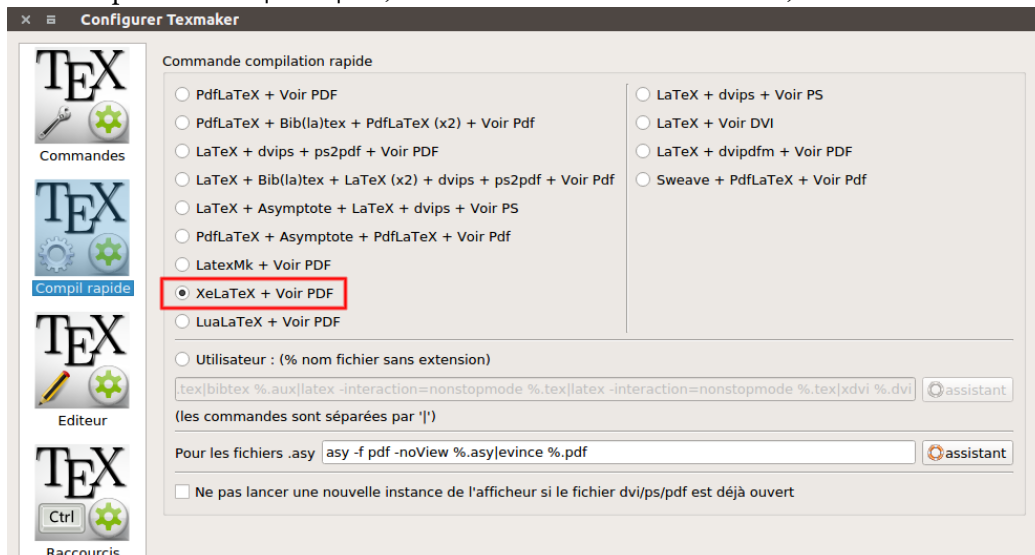 Configurer Texmaker
TEX
Commandes
TEX
Compil rapide
TEX
Editeur
TEX
Ctrl
Raccourcis
Commande compilation rapide
PdfLaTeX + Voir PDF
PdfLaTeX + Bib(la)tex + PdfLaTeX (x2) + Voir Pdf
LaTeX + dvips + ps2pdf + Voir PDF
LaTeX + Bib(la)tex + LaTeX (x2) + dvips + ps2pdf + Voir Pdf
LaTeX + Asymptote + LaTeX + dvips + Voir PS
PdfLaTeX + Asymptote + PdfLaTeX + Voir Pdf
LatexMk + Voir PDF
XeLaTeX + Voir PDF
LuaLaTeX + Voir PDF
LaTeX + dvips + Voir PS
LaTeX + Voir DVI
LaTeX + dvipdfm + Voir PDF
Sweave + PdfLaTeX + Voir Pdf
Utilisateur : (% nom fichier sans extension)
.tex|bibtex %.aux|latex -interaction=nonstopmode %.tex|latex -interaction=nonstopmode %.tex|xdvi %.dvi assistant
(les commandes sont séparées par '|')
Pour les fichiers .asy asy -f pdf -noView %.asy|evince %.pdf assistant
Ne pas lancer une nouvelle instance de l'afficheur si le fichier dvi/ps/pdf est déjà ouvert